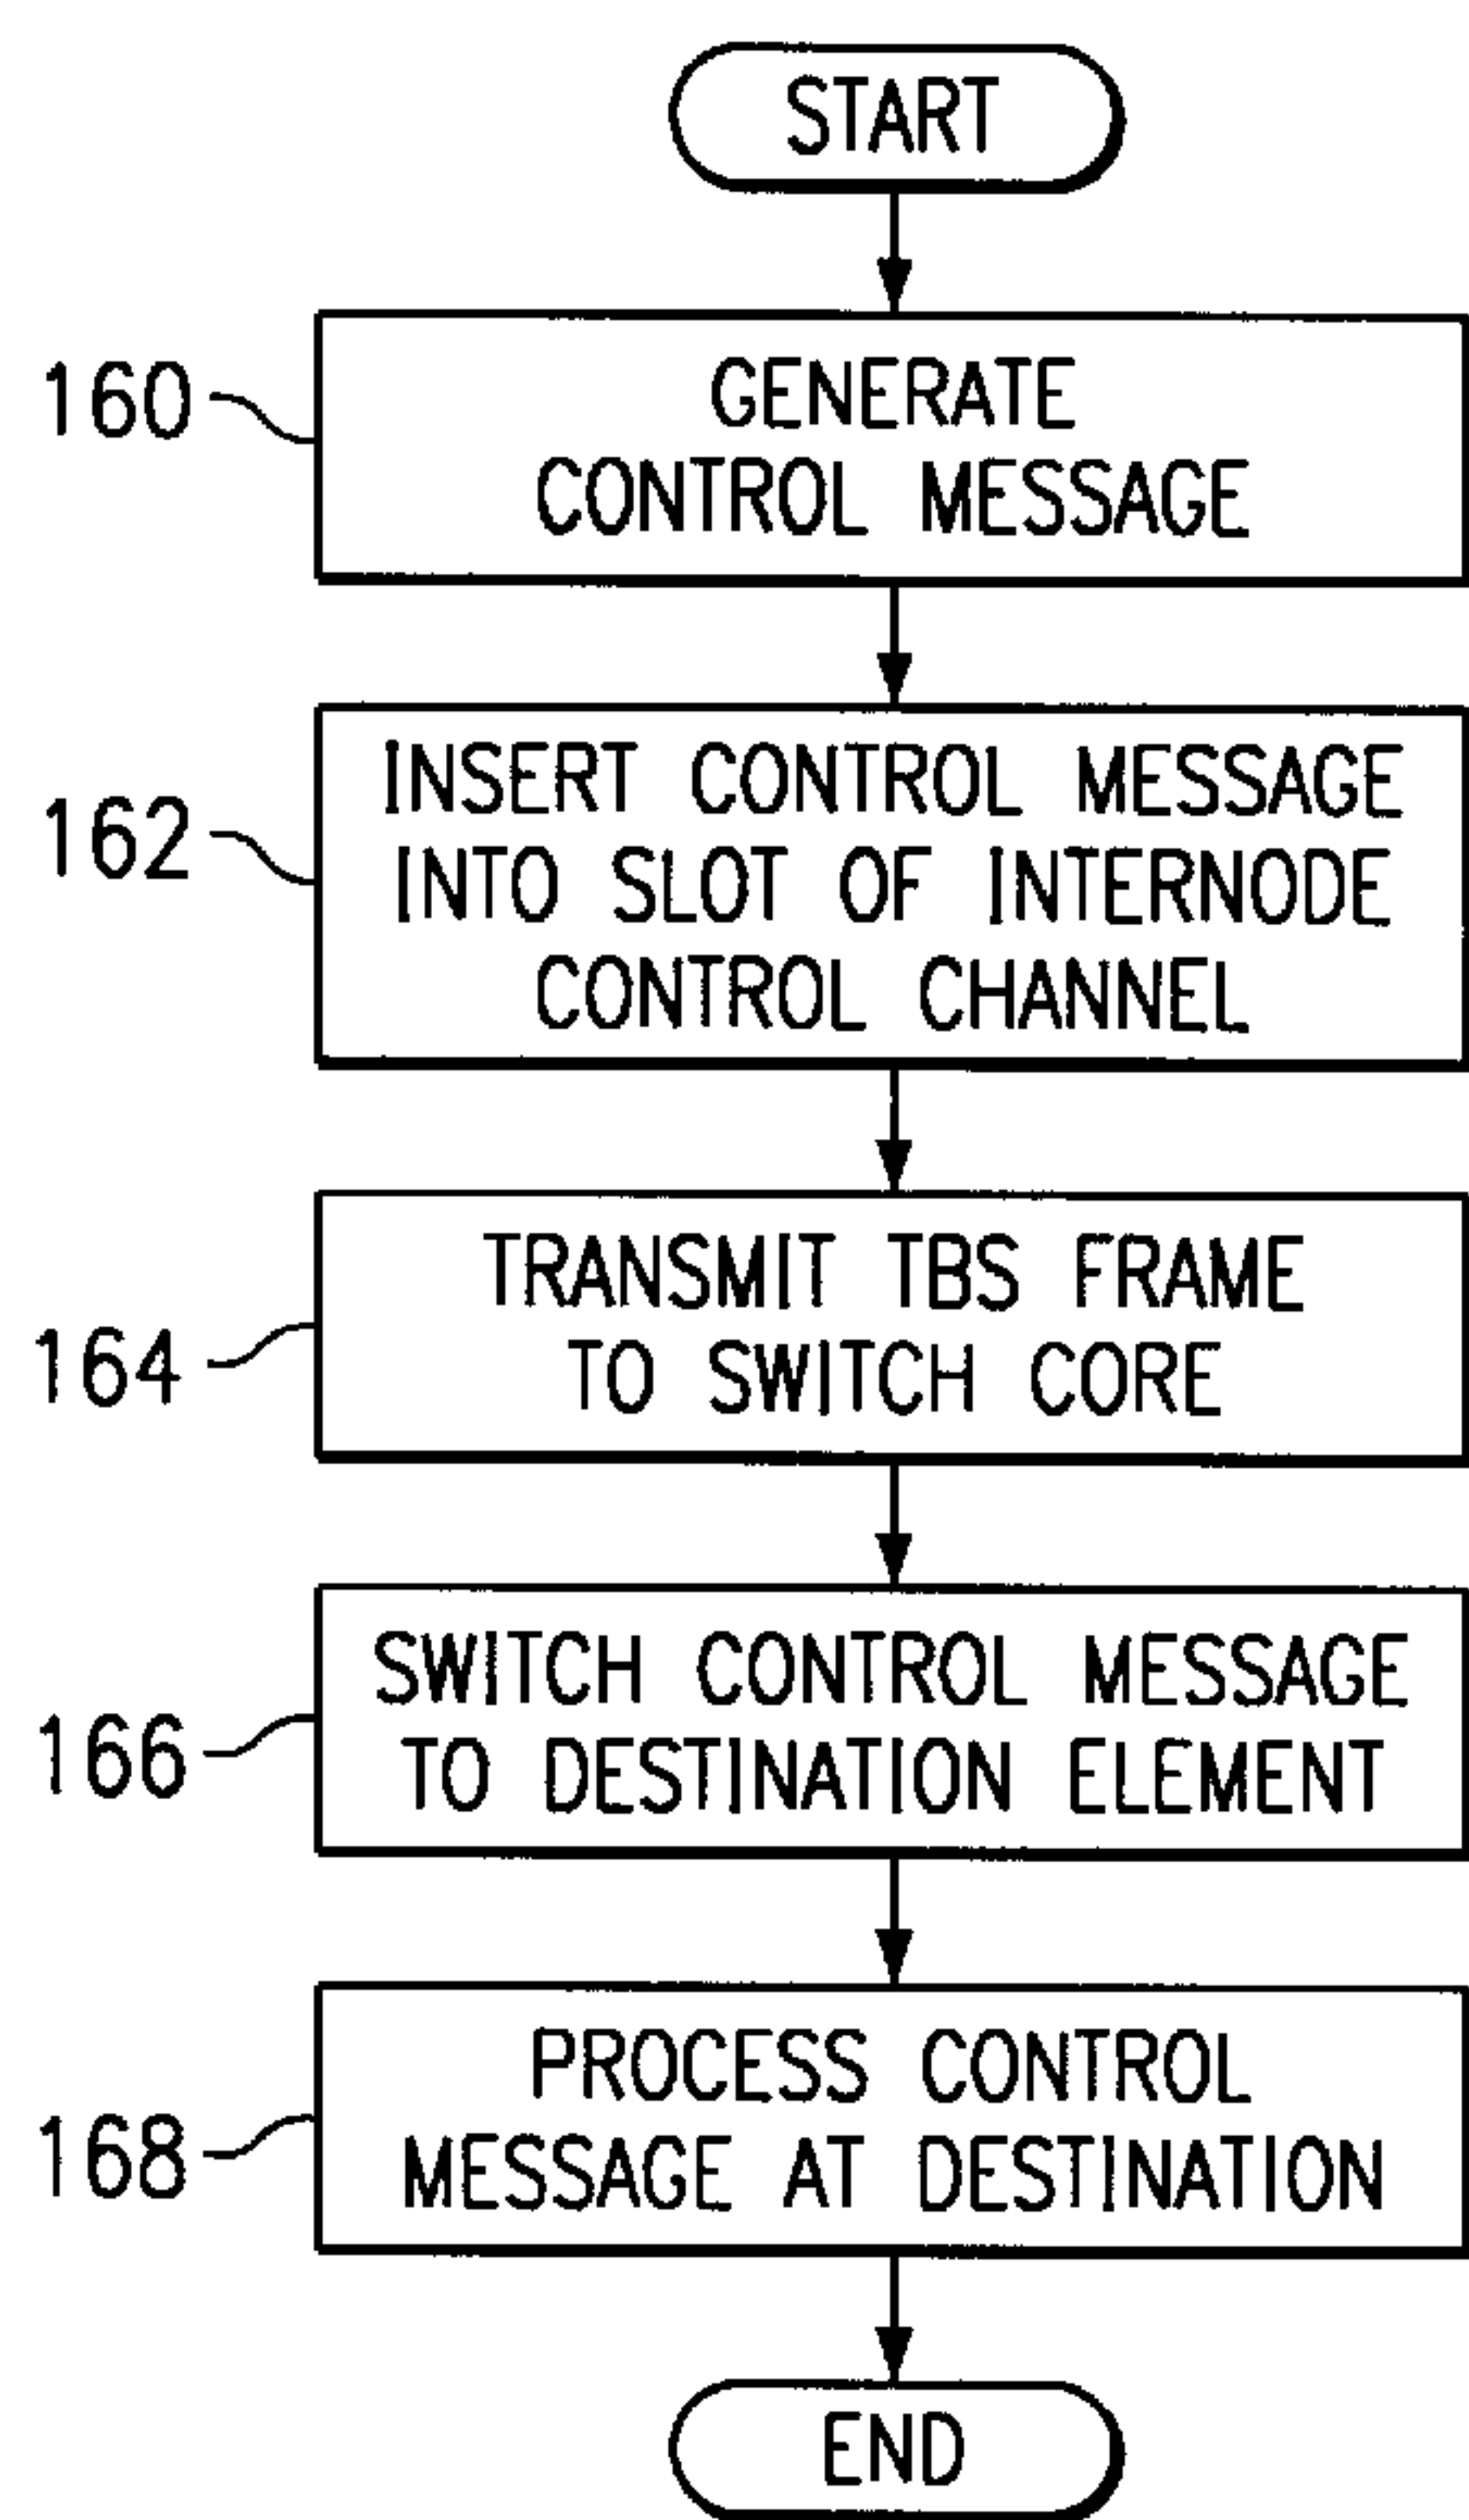 START
160
GENERATE
CONTROL MESSAGE
162
INSERT CONTROL MESSAGE
INTO SLOT OF INTERNODE
CONTROL CHANNEL
164
TRANSMIT TBS FRAME
TO SWITCH CORE
166
SWITCH CONTROL MESSAGE
TO DESTINATION ELEMENT
168
PROCESS CONTROL
MESSAGE AT DESTINATION
END